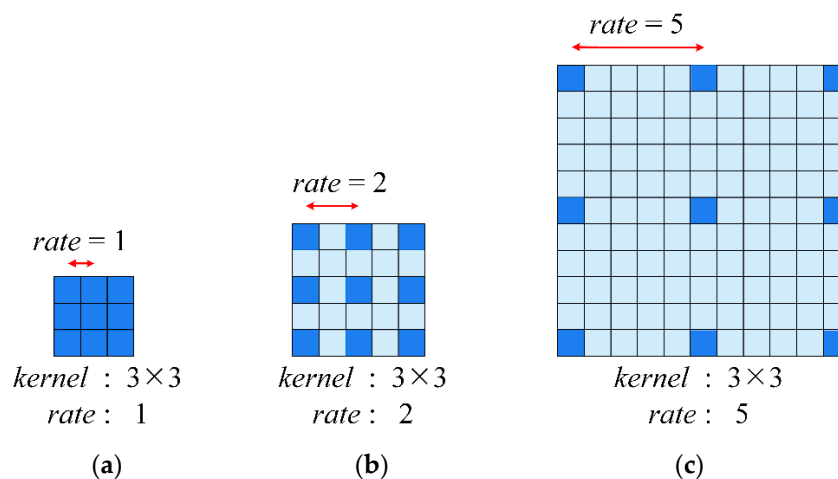 rate = 1
kernel : 3×3
rate : 1
(a)
rate = 2
kernel : 3×3
rate : 2
(b)
rate = 5
kernel : 3×3
rate : 5
(c)